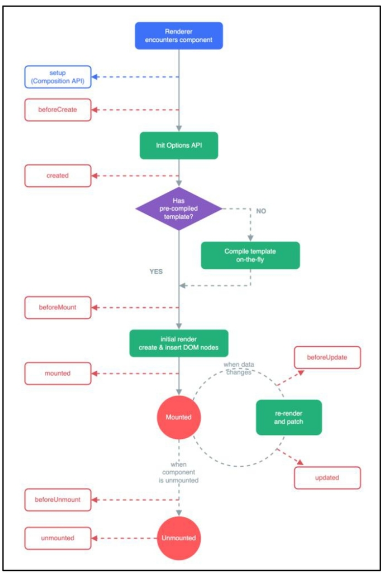 Renderer
encounters component
setup
(Composition API)
beforeCreate
Init Options API
created
Has
pre-compiled
template?
NO
Compile template
on-the-fly
YES
beforeMount
initial render
create & insert DOM nodes
mounted
when data
changes
beforeUpdate
Mounted
re-render
and patch
when
component
is unmounted
updated
beforeUnmount
unmounted
Unmounted